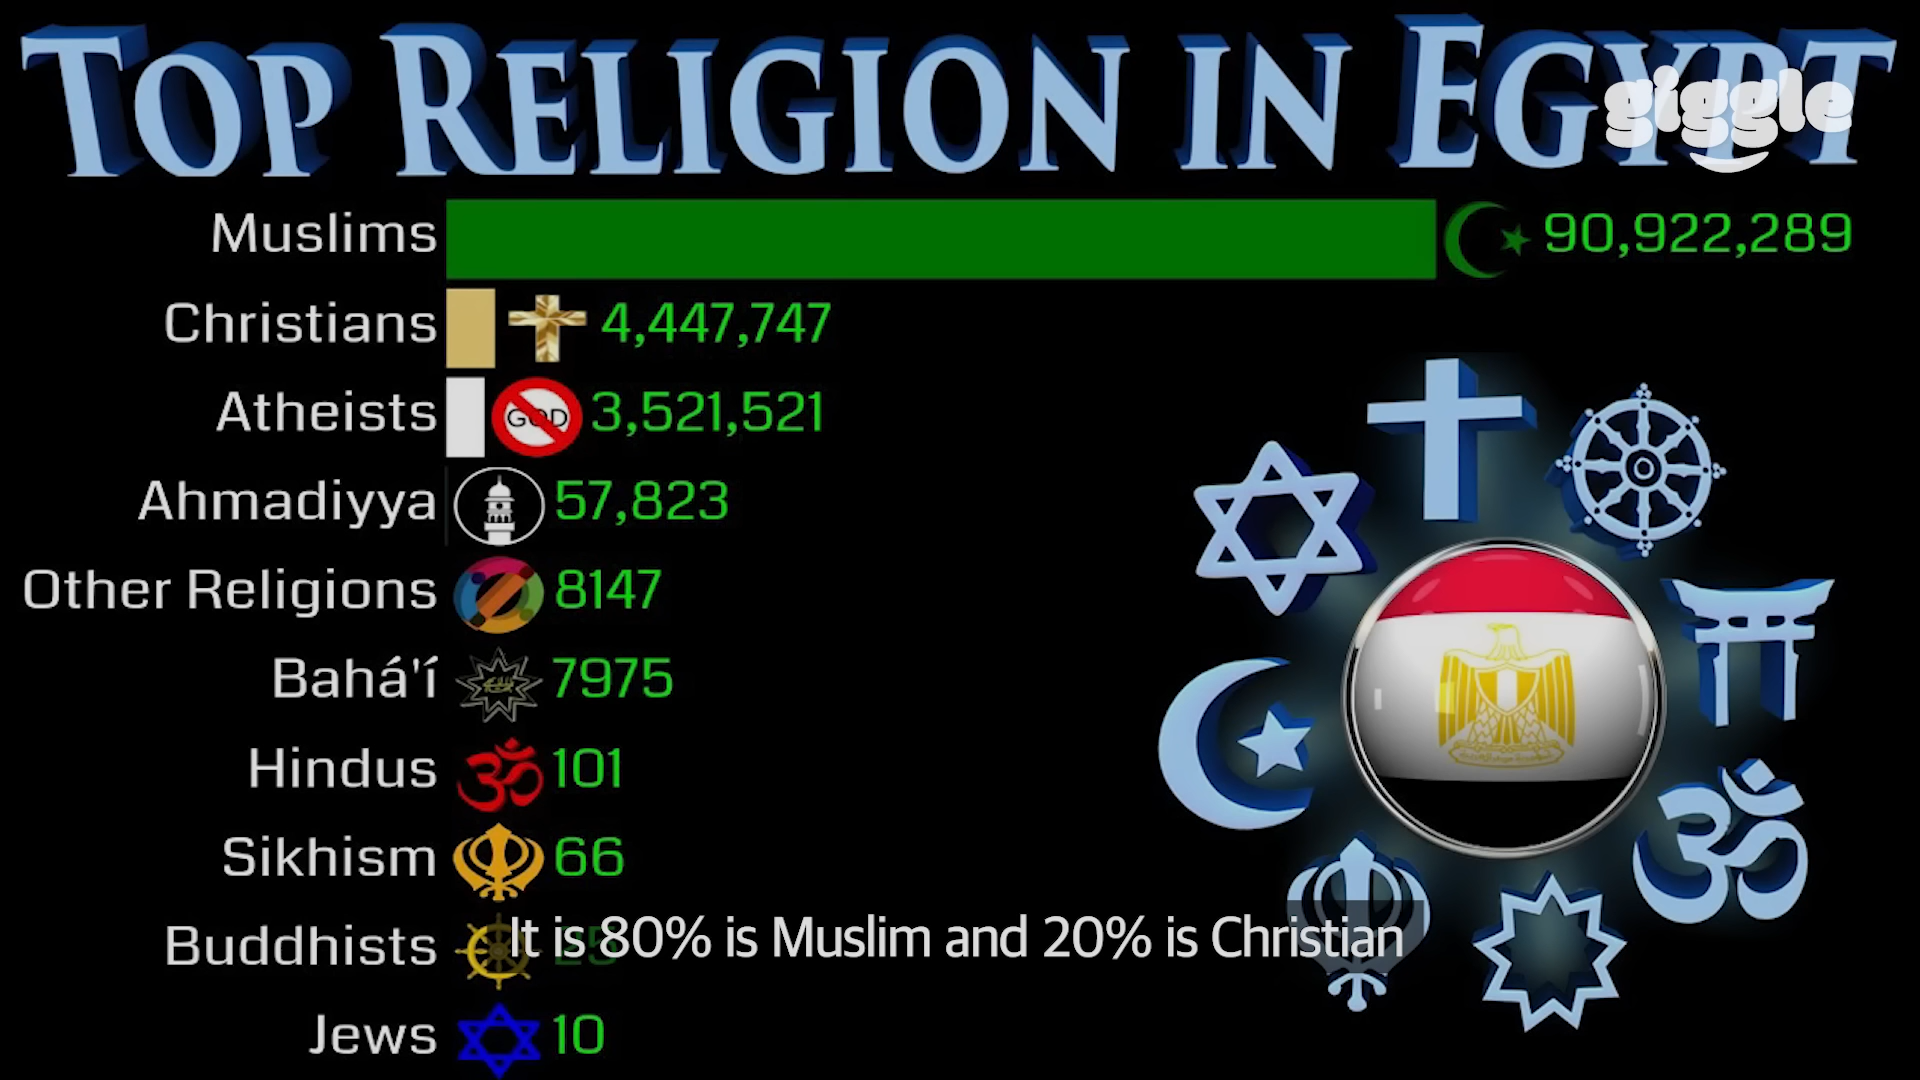 TOP RELIGION IN EGYPT
giggle
Muslims 90,922,289
Christians 4,447,747
Atheists GOD 3,521,521
Ahmadiyya 57,823
Other Religions 8147
Bahá'í 7975
Hindus 101
Sikhism 66
Buddhists
It is 80% is Muslim and 20% is Christian
Jews 10